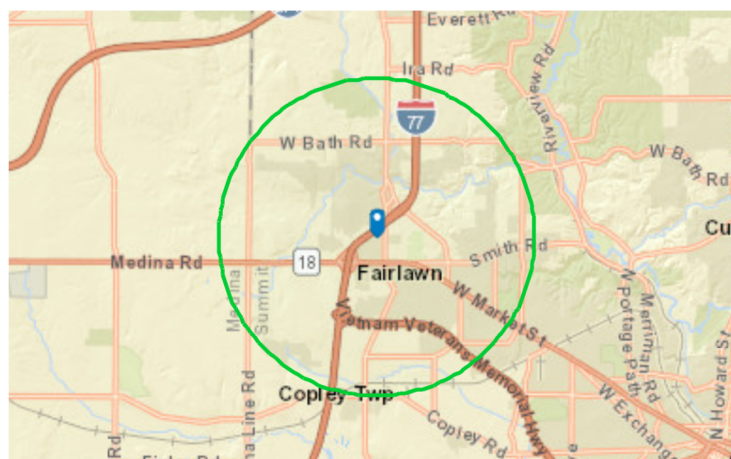 Everett Rd
Ira Rd
77
Riverview Rd
W Bath Rd
W Bath Rd
Cu
Smith Rd
Medina Rd
18
Fairlawn
Medina
Summit
W Market St
N Portage Path
Merriman Rd
N Howard St
Vietnam Veterans Memorial Hwy
Copley Twp
W Exchange
Copley Rd
na Line Rd
Rd